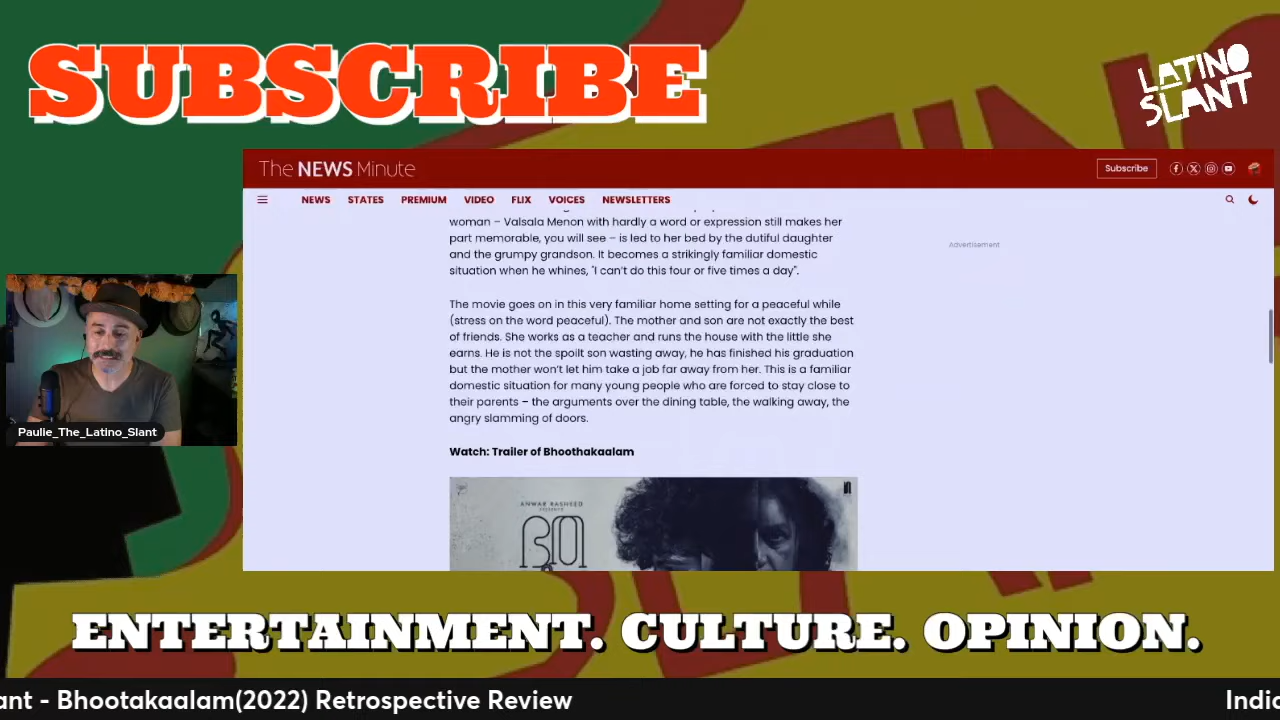 SUBSCRIBE
LATINO
SLANT
The NEWS Minute
Subscribe
NEWS STATES PREMIUM VIDEO FLIX VOICES NEWSLETTERS
woman – Valsala Menon with hardly a word or expression still makes her
part memorable, you will see – is led to her bed by the dutiful daughter
and the grumpy grandson. It becomes a strikingly familiar domestic
situation when he whines, "I can't do this four or five times a day".
Advertisement
The movie goes on in this very familiar home setting for a peaceful while
(stress on the word peaceful). The mother and son are not exactly the best
of friends. She works as a teacher and runs the house with the little she
earns. He is not the spoilt son wasting away, he has finished his graduation
but the mother won't let him take a job far away from her. This is a familiar
domestic situation for many young people who are forced to stay close to
their parents – the arguments over the dining table, the walking away, the
angry slamming of doors.
Watch: Trailer of Bhoothakaalam
ANWAR RASHEED
PRESENTS
Paulie_The_Latino_Slant
ENTERTAINMENT. CULTURE. OPINION.
ant - Bhootakaalam(2022) Retrospective Review
India